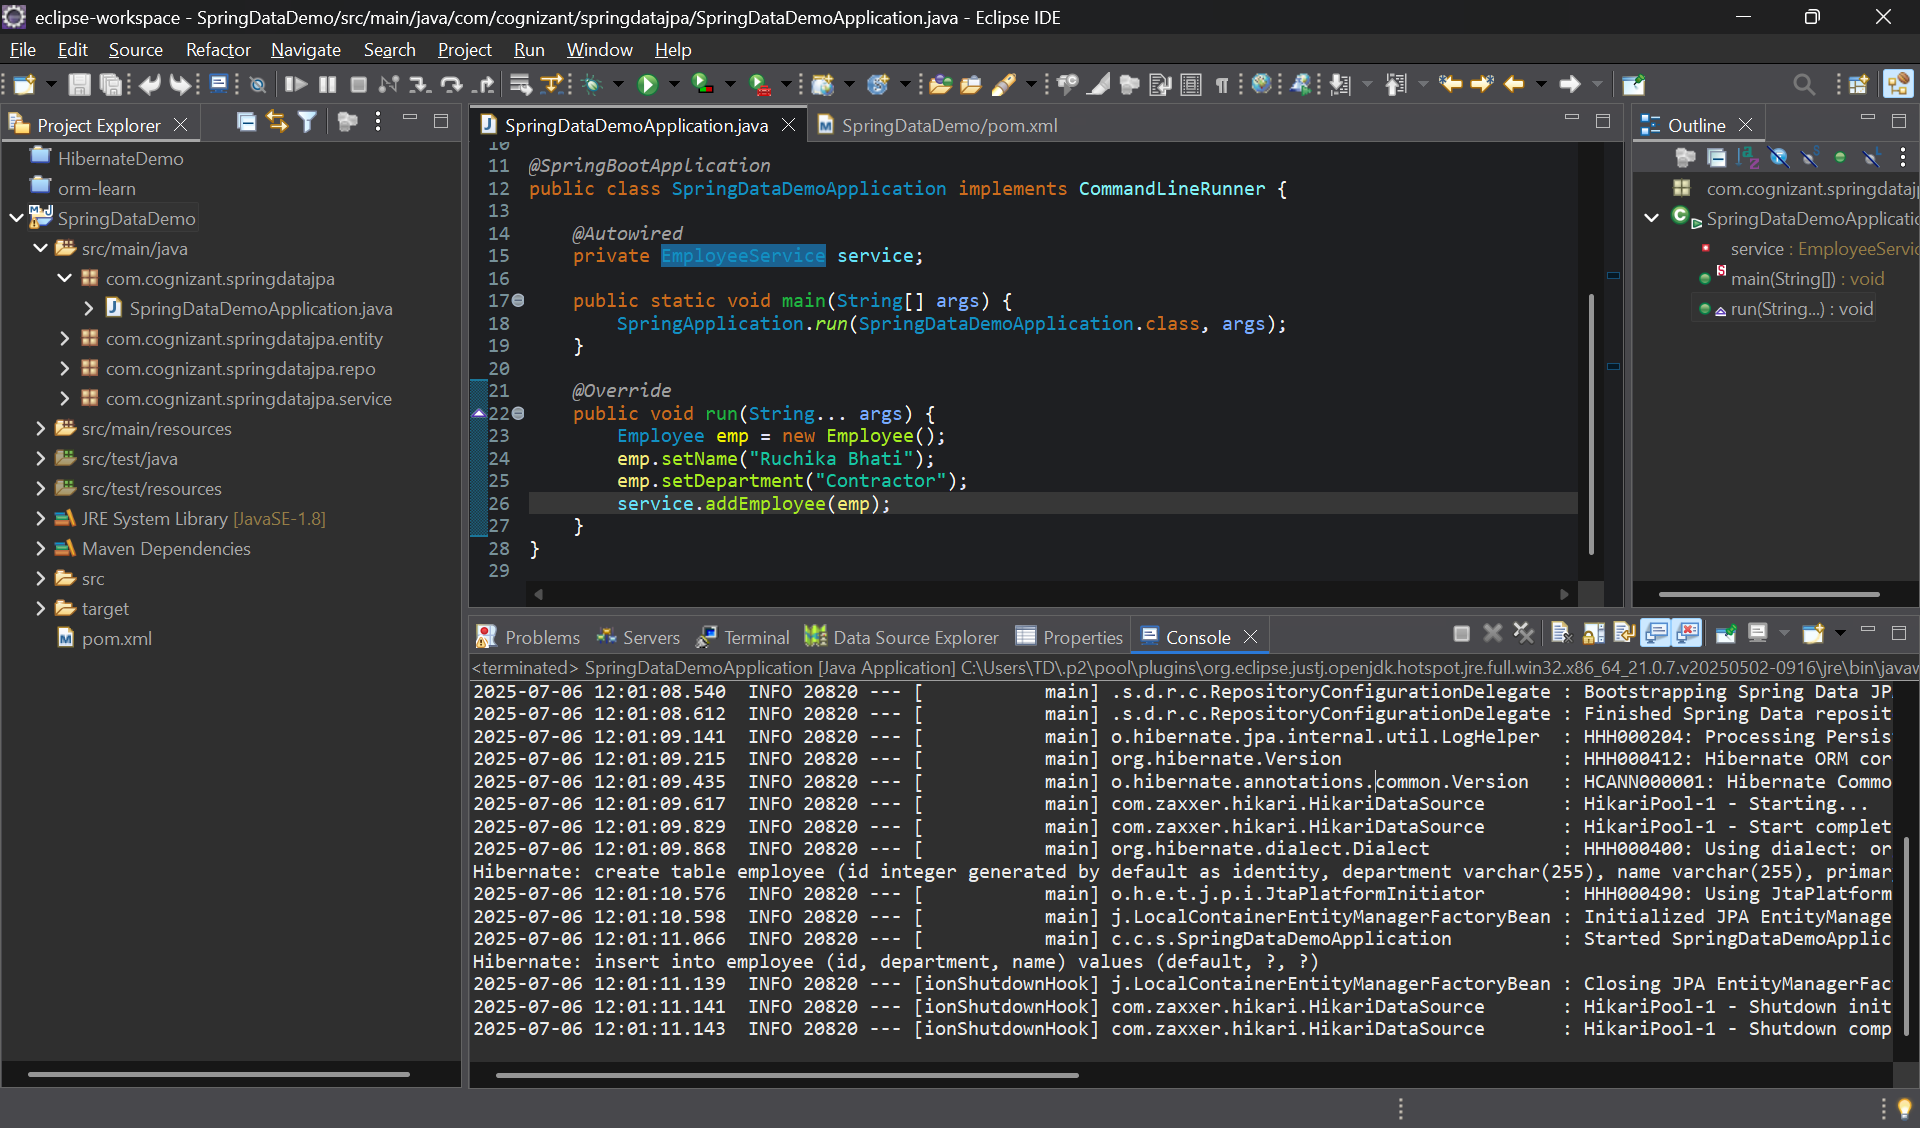 eclipse-workspace - SpringDataDemo/src/main/java/com/cognizant/springdatajpa/SpringDataDemoApplication.java - Eclipse IDE
File Edit Source Refactor Navigate Search Project Run Window Help
Project Explorer
HibernateDemo
orm-learn
SpringDataDemo
src/main/java
com.cognizant.springdatajpa
SpringDataDemoApplication.java
com.cognizant.springdatajpa.entity
com.cognizant.springdatajpa.repo
com.cognizant.springdatajpa.service
src/main/resources
src/test/java
src/test/resources
JRE System Library [JavaSE-1.8]
Maven Dependencies
src
target
pom.xml
SpringDataDemoApplication.java SpringDataDemo/pom.xml
10
11 @SpringBootApplication
12 public class SpringDataDemoApplication implements CommandLineRunner {
13
14 @Autowired
15 private EmployeeService service;
16
17 public static void main(String[] args) {
18 SpringApplication.run(SpringDataDemoApplication.class, args);
19 }
20
21 @Override
22 public void run(String... args) {
23 Employee emp = new Employee();
24 emp.setName("Ruchika Bhati");
25 emp.setDepartment("Contractor");
26 service.addEmployee(emp);
27 }
28 }
29
Outline
com.cognizant.springdataj
SpringDataDemoApplicatic
service : EmployeeServic
main(String[]) : void
run(String...) : void
Problems Servers Terminal Data Source Explorer Properties Console
<terminated> SpringDataDemoApplication [Java Application] C:\Users\TD\.p2\pool\plugins\org.eclipse.justj.openjdk.hotspot.jre.full.win32.x86_64_21.0.7.v20250502-0916\jre\bin\javaw
2025-07-06 12:01:08.540  INFO 20820 --- [           main] .s.d.r.c.RepositoryConfigurationDelegate : Bootstrapping Spring Data JP
2025-07-06 12:01:08.612  INFO 20820 --- [           main] .s.d.r.c.RepositoryConfigurationDelegate : Finished Spring Data reposit
2025-07-06 12:01:09.141  INFO 20820 --- [           main] o.hibernate.jpa.internal.util.LogHelper  : HHH000204: Processing Persis
2025-07-06 12:01:09.215  INFO 20820 --- [           main] org.hibernate.Version                    : HHH000412: Hibernate ORM cor
2025-07-06 12:01:09.435  INFO 20820 --- [           main] o.hibernate.annotations.common.Version   : HCANN000001: Hibernate Commo
2025-07-06 12:01:09.617  INFO 20820 --- [           main] com.zaxxer.hikari.HikariDataSource       : HikariPool-1 - Starting...
2025-07-06 12:01:09.829  INFO 20820 --- [           main] com.zaxxer.hikari.HikariDataSource       : HikariPool-1 - Start complet
2025-07-06 12:01:09.868  INFO 20820 --- [           main] org.hibernate.dialect.Dialect            : HHH000400: Using dialect: or
Hibernate: create table employee (id integer generated by default as identity, department varchar(255), name varchar(255), primar
2025-07-06 12:01:10.576  INFO 20820 --- [           main] o.h.e.t.j.p.i.JtaPlatformInitiator       : HHH000490: Using JtaPlatform
2025-07-06 12:01:10.598  INFO 20820 --- [           main] j.LocalContainerEntityManagerFactoryBean : Initialized JPA EntityManage
2025-07-06 12:01:11.066  INFO 20820 --- [           main] c.c.s.SpringDataDemoApplication          : Started SpringDataDemoApplic
Hibernate: insert into employee (id, department, name) values (default, ?, ?)
2025-07-06 12:01:11.139  INFO 20820 --- [ionShutdownHook] j.LocalContainerEntityManagerFactoryBean : Closing JPA EntityManagerFac
2025-07-06 12:01:11.141  INFO 20820 --- [ionShutdownHook] com.zaxxer.hikari.HikariDataSource       : HikariPool-1 - Shutdown init
2025-07-06 12:01:11.143  INFO 20820 --- [ionShutdownHook] com.zaxxer.hikari.HikariDataSource       : HikariPool-1 - Shutdown comp